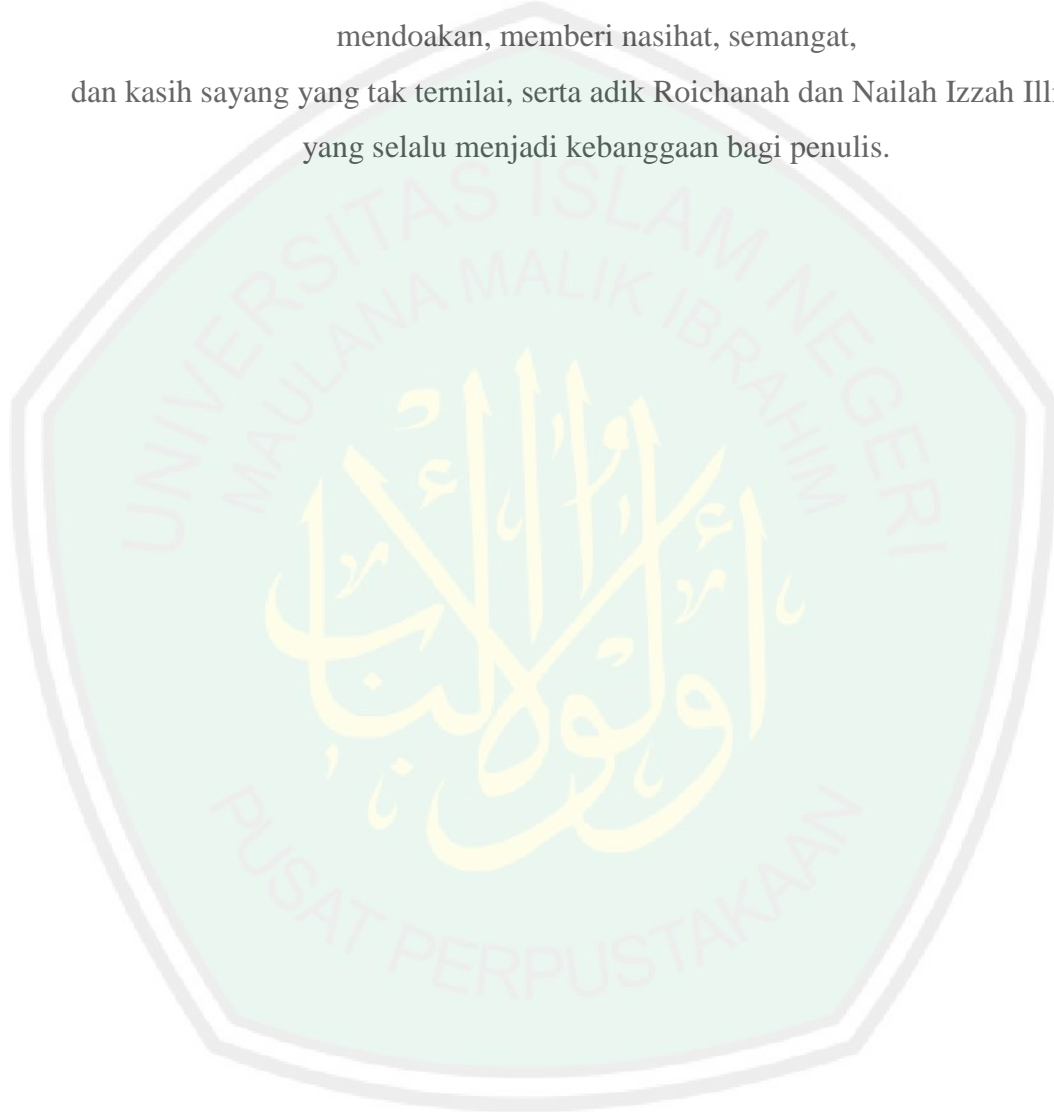 mendoakan, memberi nasihat, semangat,
dan kasih sayang yang tak ternilai, serta adik Roichanah dan Nailah Izzah
yang selalu menjadi kebanggaan bagi penulis.
UNIVERSITAS ISLAM NEGERI
MAULANA MALIK IBRAHIM
PUSAT PERPUSTAKAAN